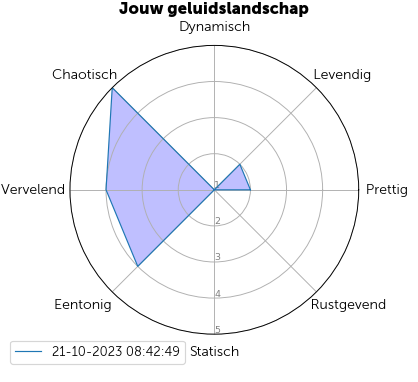 Jouw geluidslandschap
Dynamisch
Chaotisch
Levendig
Vervelend
1
Prettig
2
3
Eentonig
4
Rustgevend
5
21-10-2023 08:42:49
Statisch